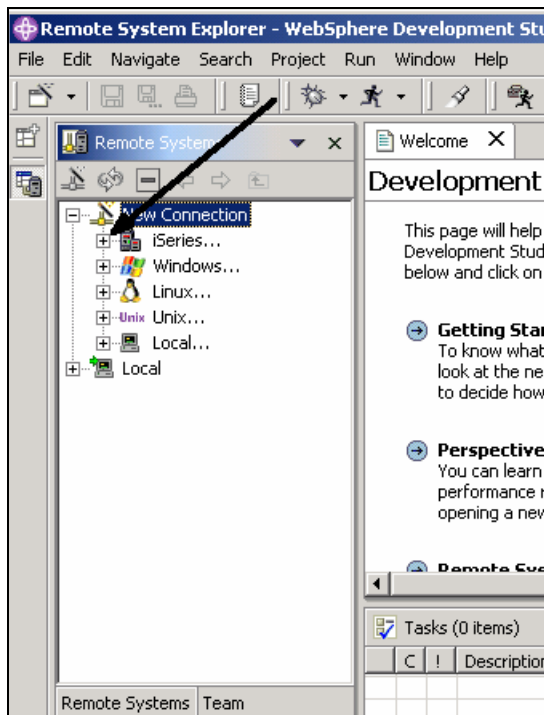 Remote System Explorer - WebSphere Development Stu
File Edit Navigate Search Project Run Window Help
Remote Syste
Welcome
Development
New Connection
This page will help
Development Stud
below and click on
iSeries...
Windows...
Linux...
Unix Unix...
Local...
Local
Getting Star
To know what
look at the ne
to decide how
Perspective
You can learn
performance r
opening a new
Remote Sys
Tasks (0 items)
C ! Description
Remote Systems Team